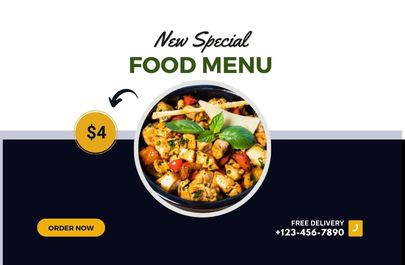 New Special
FOOD MENU
$4
ORDER NOW
FREE DELIVERY
+123-456-7890